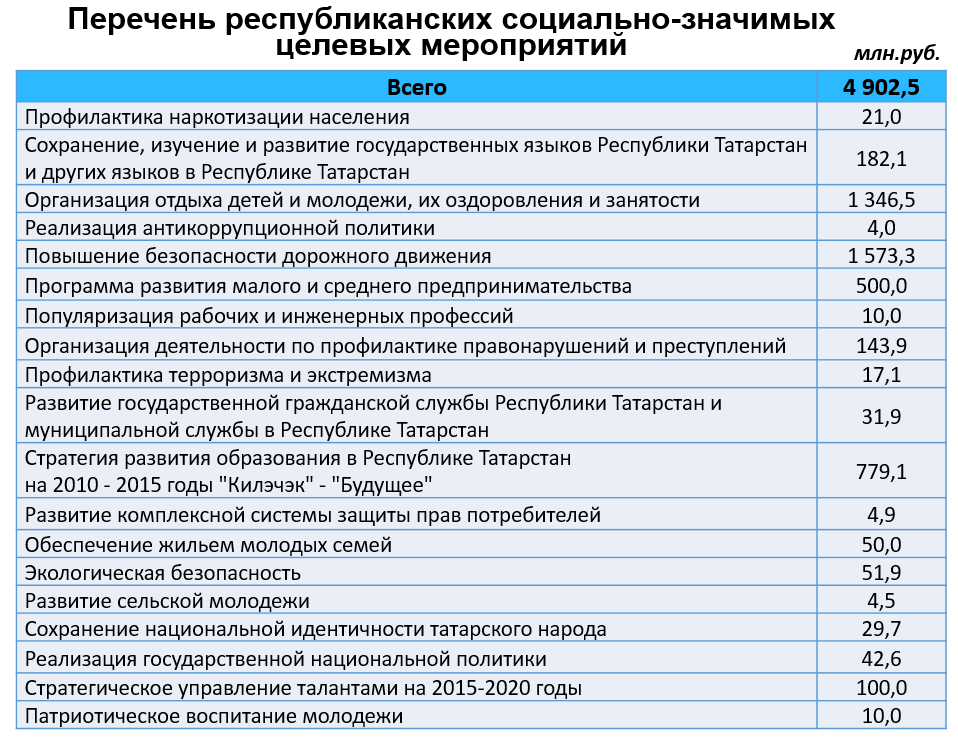 Перечень республиканских социально-значимых
целевых мероприятий
млн.руб.
Всего 4 902,5
Профилактика наркотизации населения 21,0
Сохранение, изучение и развитие государственных языков Республики Татарстан
и других языков в Республике Татарстан 182,1
Организация отдыха детей и молодежи, их оздоровления и занятости 1 346,5
Реализация антикоррупционной политики 4,0
Повышение безопасности дорожного движения 1 573,3
Программа развития малого и среднего предпринимательства 500,0
Популяризация рабочих и инженерных профессий 10,0
Организация деятельности по профилактике правонарушений и преступлений 143,9
Профилактика терроризма и экстремизма 17,1
Развитие государственной гражданской службы Республики Татарстан и
муниципальной службы в Республике Татарстан 31,9
Стратегия развития образования в Республике Татарстан
на 2010 - 2015 годы "Килэчэк" - "Будущее" 779,1
Развитие комплексной системы защиты прав потребителей 4,9
Обеспечение жильем молодых семей 50,0
Экологическая безопасность 51,9
Развитие сельской молодежи 4,5
Сохранение национальной идентичности татарского народа 29,7
Реализация государственной национальной политики 42,6
Стратегическое управление талантами на 2015-2020 годы 100,0
Патриотическое воспитание молодежи 10,0